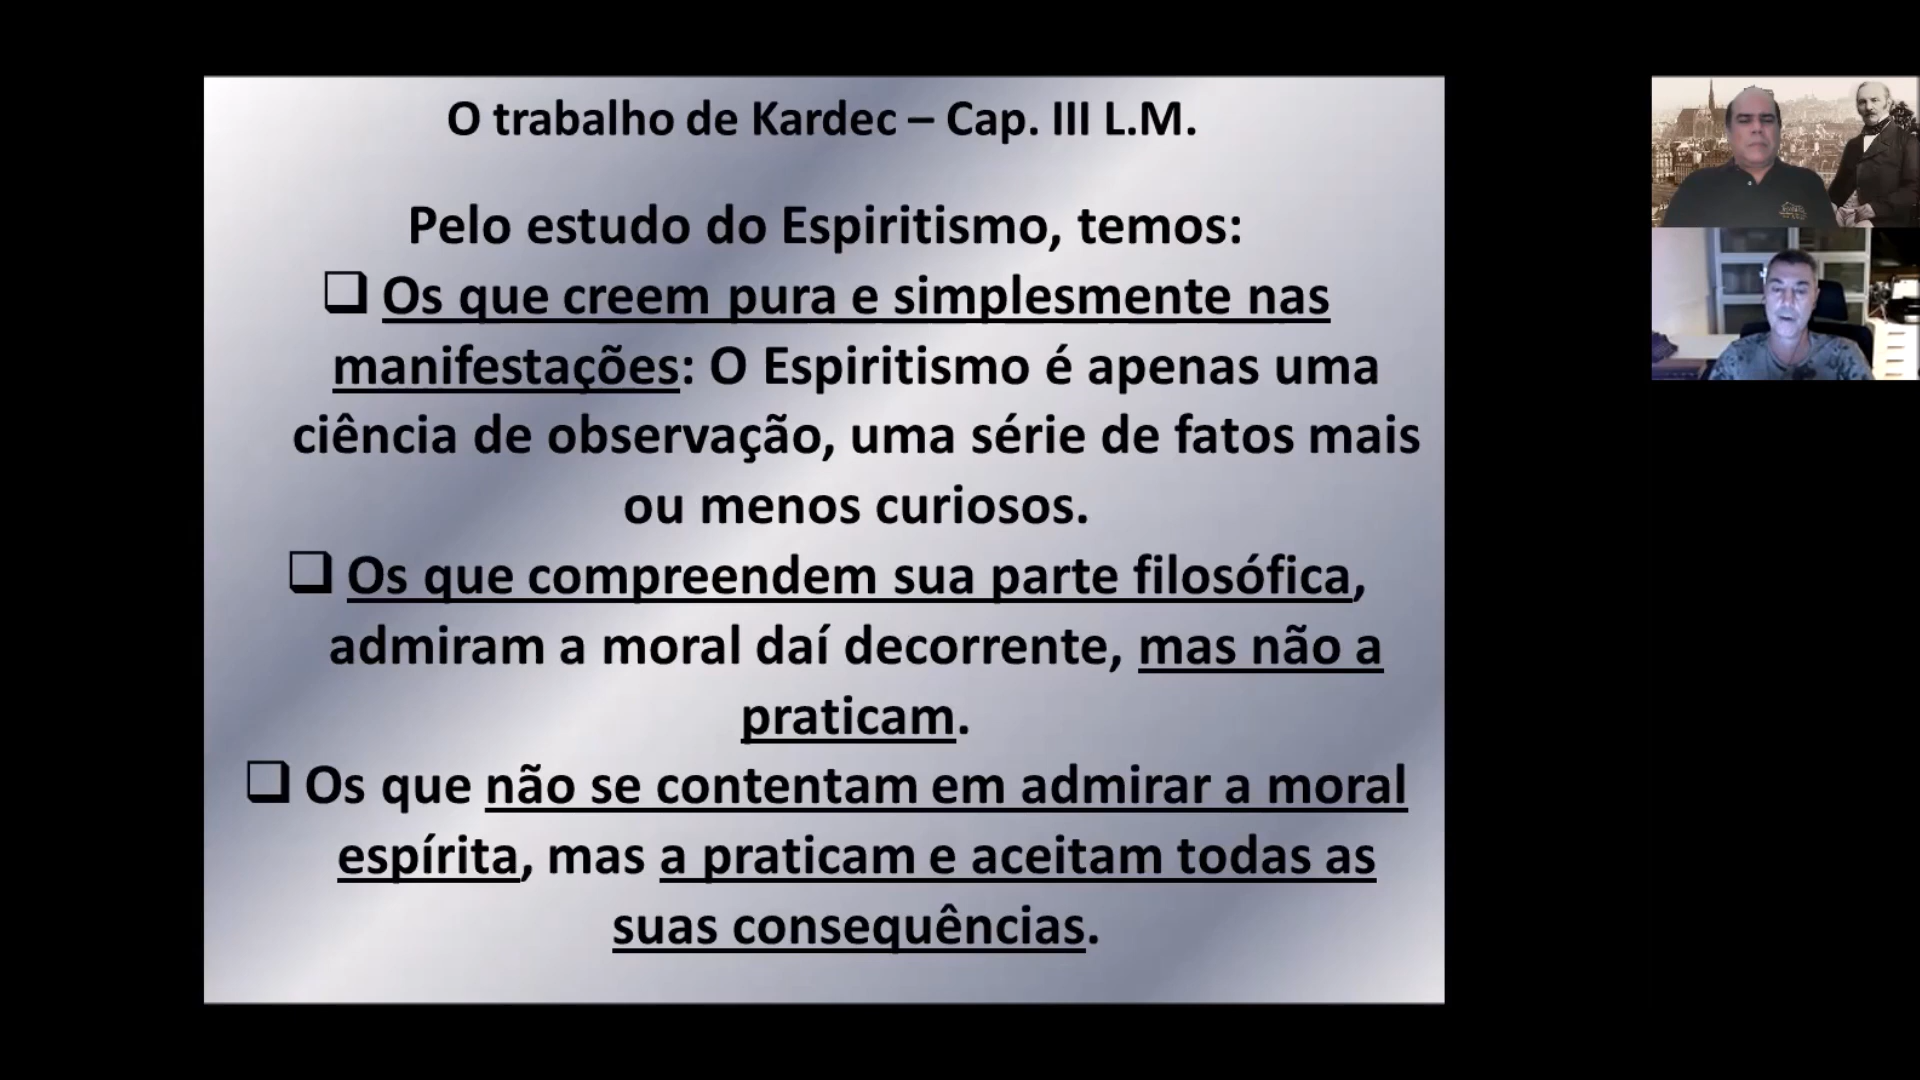 O trabalho de Kardec – Cap. III L.M.
Pelo estudo do Espiritismo, temos:
❑ Os que creem pura e simplesmente nas
manifestações: O Espiritismo é apenas uma
ciência de observação, uma série de fatos mais
ou menos curiosos.
❑ Os que compreendem sua parte filosófica,
admiram a moral daí decorrente, mas não a
praticam.
❑ Os que não se contentam em admirar a moral
espírita, mas a praticam e aceitam todas as
suas consequências.